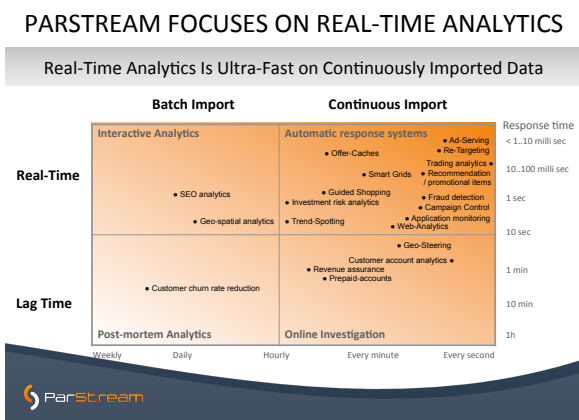 PARSTREAM FOCUSES ON REAL-TIME ANALYTICS
Real-Time Analytics Is Ultra-Fast on Continuously Imported Data
Batch Import
Continuous Import
Response time
Interactive Analytics
Automatic response systems
Real-Time
Ad-Serving
< 1..10 milli sec
Re-Targeting
Offer-Caches
Trading analytics
10..100 milli sec
Smart Grids
Recommendation
/ promotional items
SEO analytics
Guided Shopping
Fraud detection
1 sec
Investment risk analytics
Campaign Control
Geo-spatial analytics
Trend-Spotting
Application monitoring
Web-Analytics
10 sec
Geo-Steering
Customer account analytics
Revenue assurance
1 min
Prepaid-accounts
Customer churn rate reduction
Lag Time
10 min
Post-mortem Analytics
Online Investigation
1h
Weekly
Daily
Hourly
Every minute
Every second
ParStream